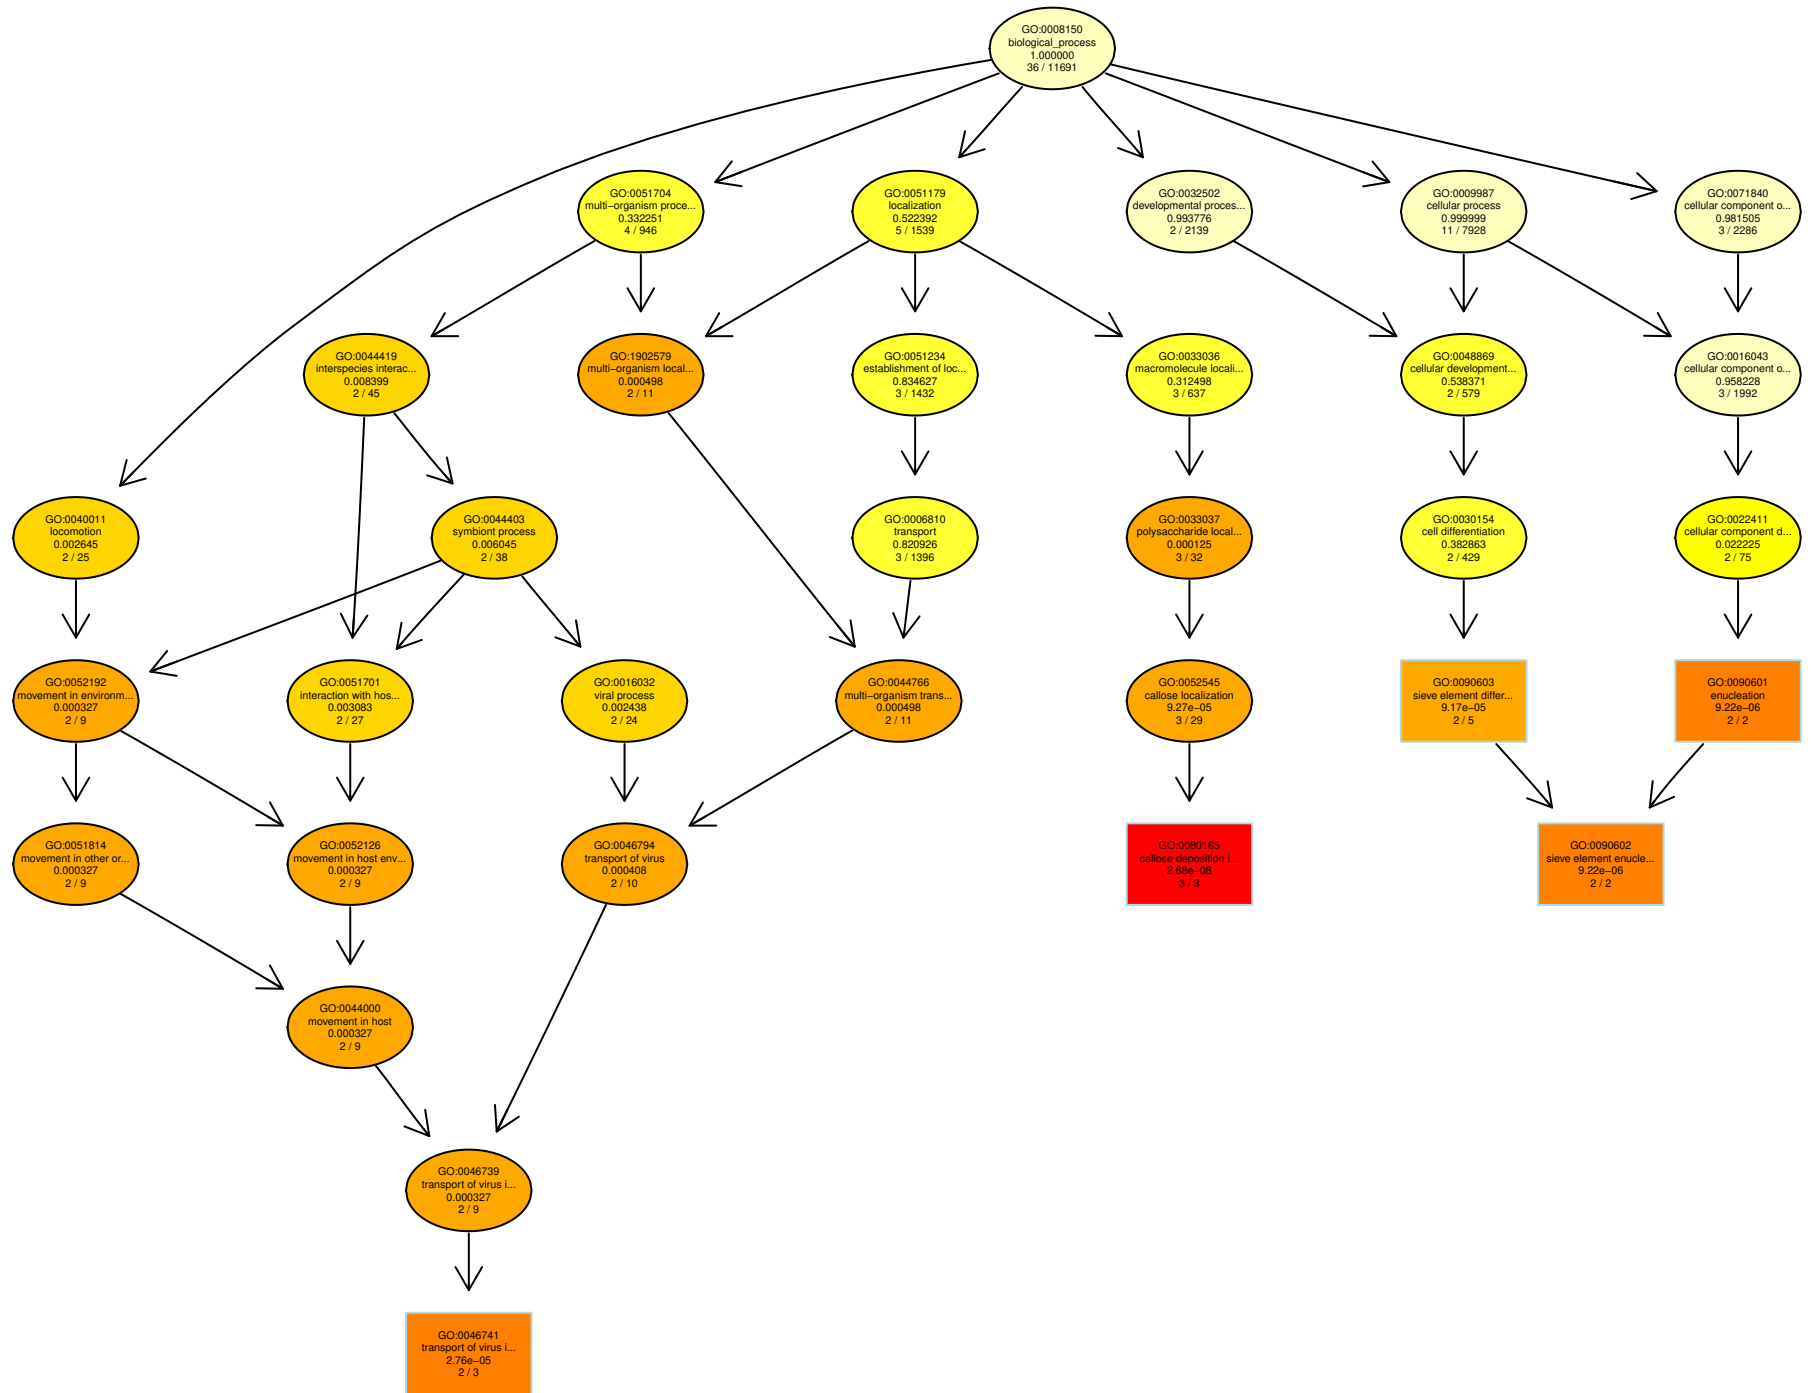 GO:0008150
biological_process
1.000000
36 / 11691
GO:0051704
multi−organism proce...
0.332251
4 / 946
GO:0051179
localization
0.522392
5 / 1539
GO:0032502
developmental proces...
0.993776
2 / 2139
GO:0009987
cellular process
0.999999
11 / 7928
GO:0071840
cellular component o...
0.981505
3 / 2286
GO:0044419
interspecies interac...
0.008399
2 / 45
GO:1902579
multi−organism local...
0.000498
2 / 11
GO:0051234
establishment of loc...
0.834627
3 / 1432
GO:0033036
macromolecule locali...
0.312498
3 / 637
GO:0048869
cellular development...
0.538371
2 / 579
GO:0016043
cellular component o...
0.958228
3 / 1992
GO:0040011
locomotion
0.002645
2 / 25
GO:0044403
symbiont process
0.006045
2 / 38
GO:0006810
transport
0.820926
3 / 1396
GO:0033037
polysaccharide local...
0.000125
3 / 32
GO:0030154
cell differentiation
0.382863
2 / 429
GO:0022411
cellular component d...
0.022225
2 / 75
GO:0052192
movement in environm...
0.000327
2 / 9
GO:0051701
interaction with hos...
0.003083
2 / 27
GO:0016032
viral process
0.002438
2 / 24
GO:0044766
multi−organism trans...
0.000498
2 / 11
GO:0052545
callose localization
9.27e−05
3 / 29
GO:0090603
sieve element differ...
9.17e−05
2 / 5
GO:0090601
enucleation
9.22e−06
2 / 2
GO:0051814
movement in other or...
0.000327
2 / 9
GO:0052126
movement in host env...
0.000327
2 / 9
GO:0046794
transport of virus
0.000408
2 / 10
GO:0080165
callose deposition i...
2.68e−08
3 / 3
GO:0090602
sieve element enucle...
9.22e−06
2 / 2
GO:0044000
movement in host
0.000327
2 / 9
GO:0046739
transport of virus i...
0.000327
2 / 9
GO:0046741
transport of virus i...
2.76e−05
2 / 3